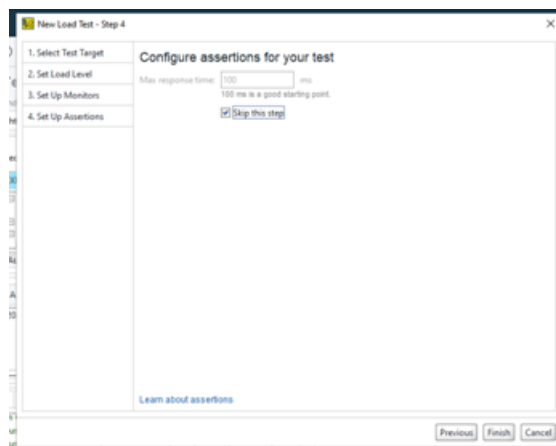 New Load Test - Step 4
1. Select Test Target
2. Set Load Level
3. Set Up Monitors
4. Set Up Assertions
Configure assertions for your test
Max response time: 100 ms
100 ms is a good starting point.
Skip this step
Learn about assertions
Previous Finish Cancel